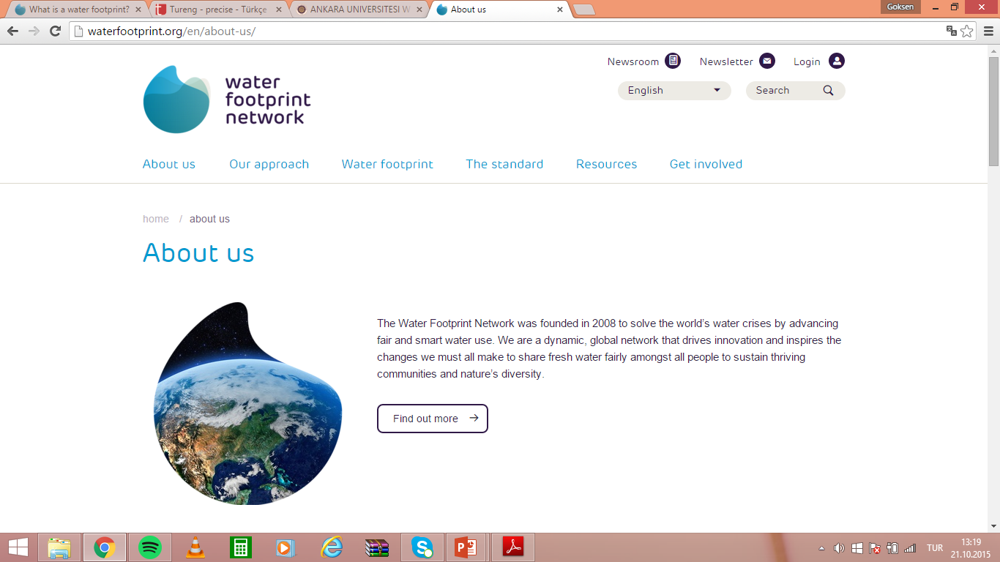 What is a water footprint?
Tureng - precise - Türkçe
ANKARA UNIVERSITESI W
About us
Goksen
waterfootprint.org/en/about-us/
Newsroom
Newsletter
Login
water
footprint
network
English
Search
About us
Our approach
Water footprint
The standard
Resources
Get involved
home / about us
About us
The Water Footprint Network was founded in 2008 to solve the world's water crises by advancing
fair and smart water use. We are a dynamic, global network that drives innovation and inspires the
changes we must all make to share fresh water fairly amongst all people to sustain thriving
communities and nature's diversity.
Find out more →
TUR
13:19
21.10.2015